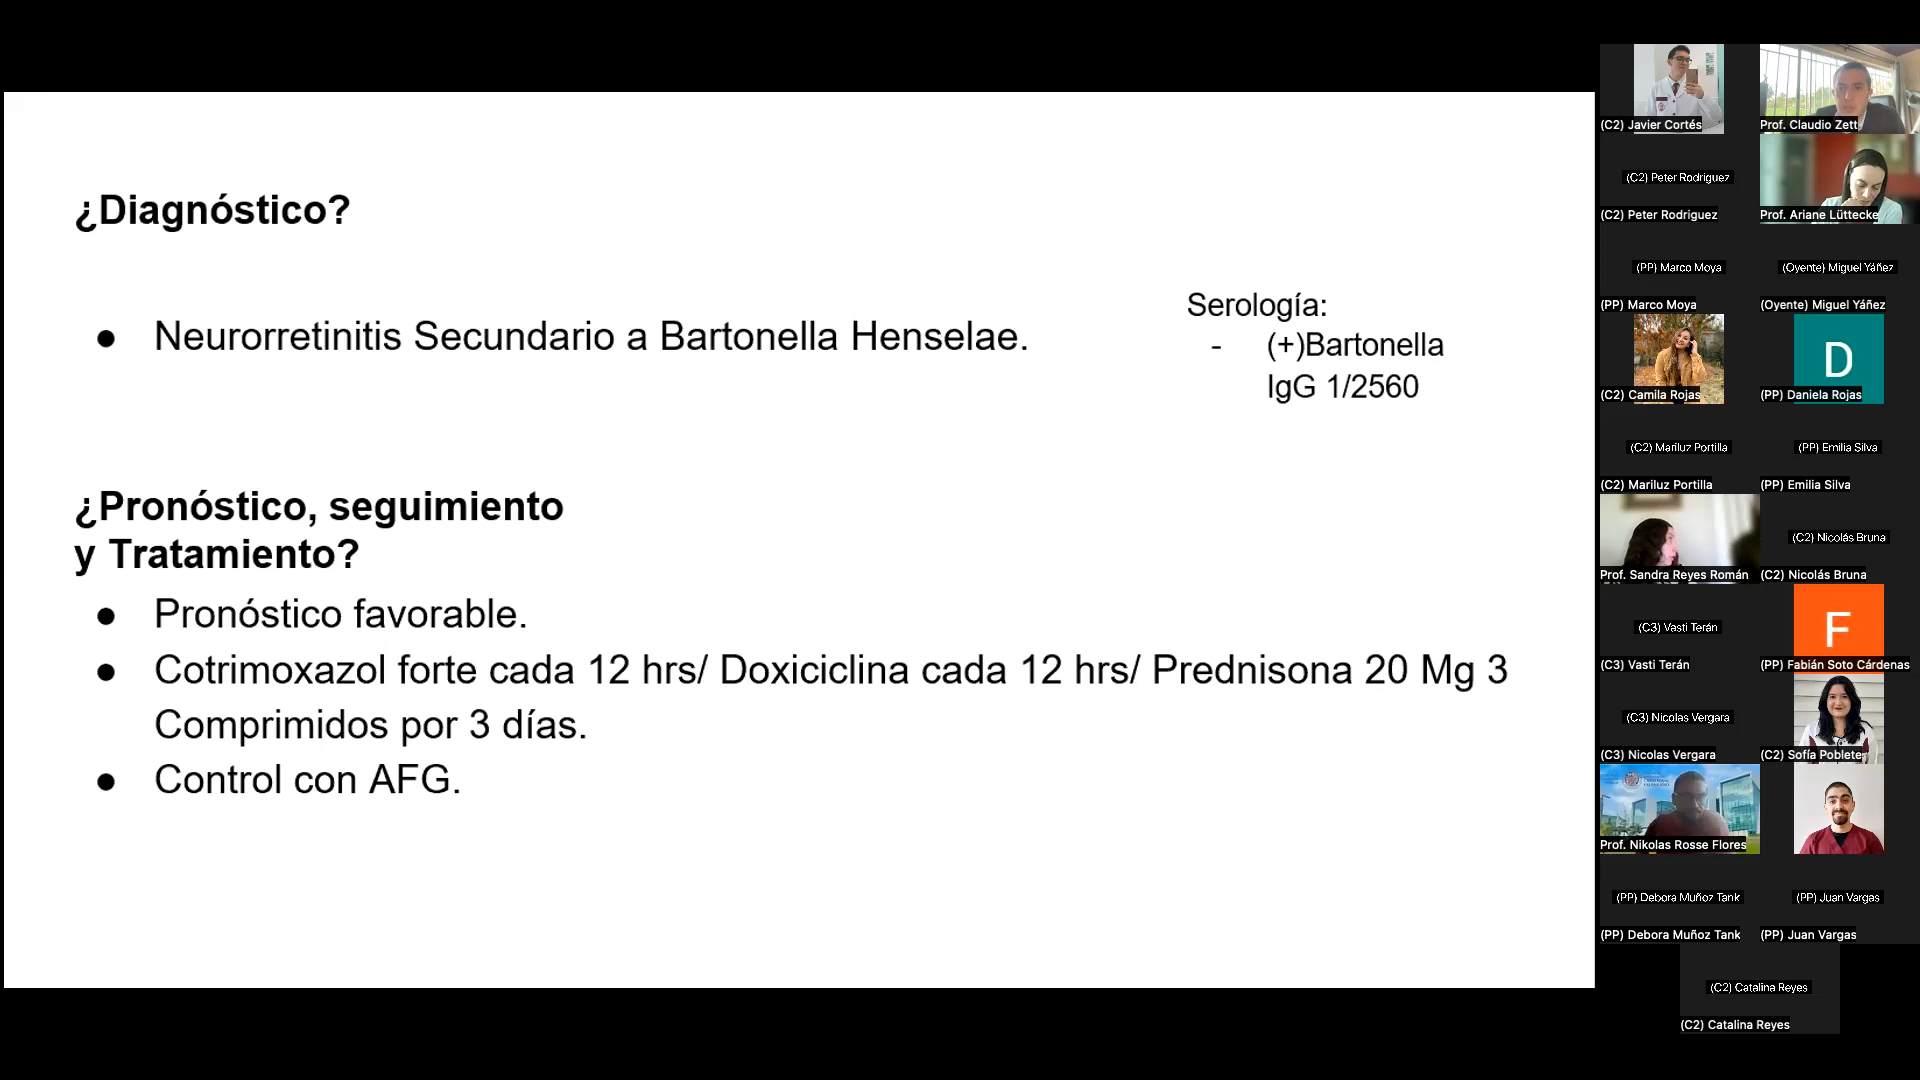 ¿Diagnóstico?
● Neurorretinitis Secundario a Bartonella Henselae.
Serología:
- (+)Bartonella
IgG 1/2560
¿Pronóstico, seguimiento
y Tratamiento?
● Pronóstico favorable.
● Cotrimoxazol forte cada 12 hrs/ Doxiciclina cada 12 hrs/ Prednisona 20 Mg 3
Comprimidos por 3 días.
● Control con AFG.
(C2) Javier Cortés
Prof. Claudio Zett
(C2) Peter Rodriguez
(C2) Peter Rodriguez
Prof. Ariane Lüttecke
(PP) Marco Moya
(Oyente) Miguel Yáñez
(PP) Marco Moya
(Oyente) Miguel Yáñez
D
(C2) Camila Rojas
(PP) Daniela Rojas
(C2) Mariluz Portilla
(PP) Emilia Silva
(C2) Mariluz Portilla
(PP) Emilia Silva
(C2) Nicolás Bruna
Prof. Sandra Reyes Román
(C2) Nicolás Bruna
(C3) Vasti Terán
F
(C3) Vasti Terán
(PP) Fabián Soto Cárdenas
(C3) Nicolas Vergara
(C3) Nicolas Vergara
(C2) Sofía Poblete
Prof. Nikolas Rosse Flores
(PP) Debora Muñoz Tank
(PP) Juan Vargas
(PP) Debora Muñoz Tank
(PP) Juan Vargas
(C2) Catalina Reyes
(C2) Catalina Reyes